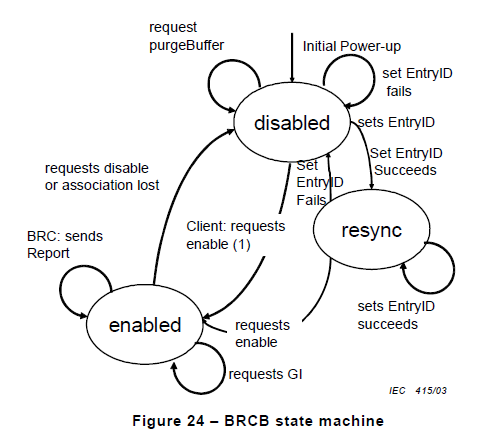 request
purgeBuffer
Initial Power-up
set EntryID
fails
disabled
sets EntryID
requests disable
or association lost
Set
EntryID
Fails
Set EntryID
Succeeds
BRC: sends
Report
Client: requests
enable (1)
resync
enabled
requests
enable
sets EntryID
succeeds
requests GI
IEC 415/03
Figure 24 – BRCB state machine